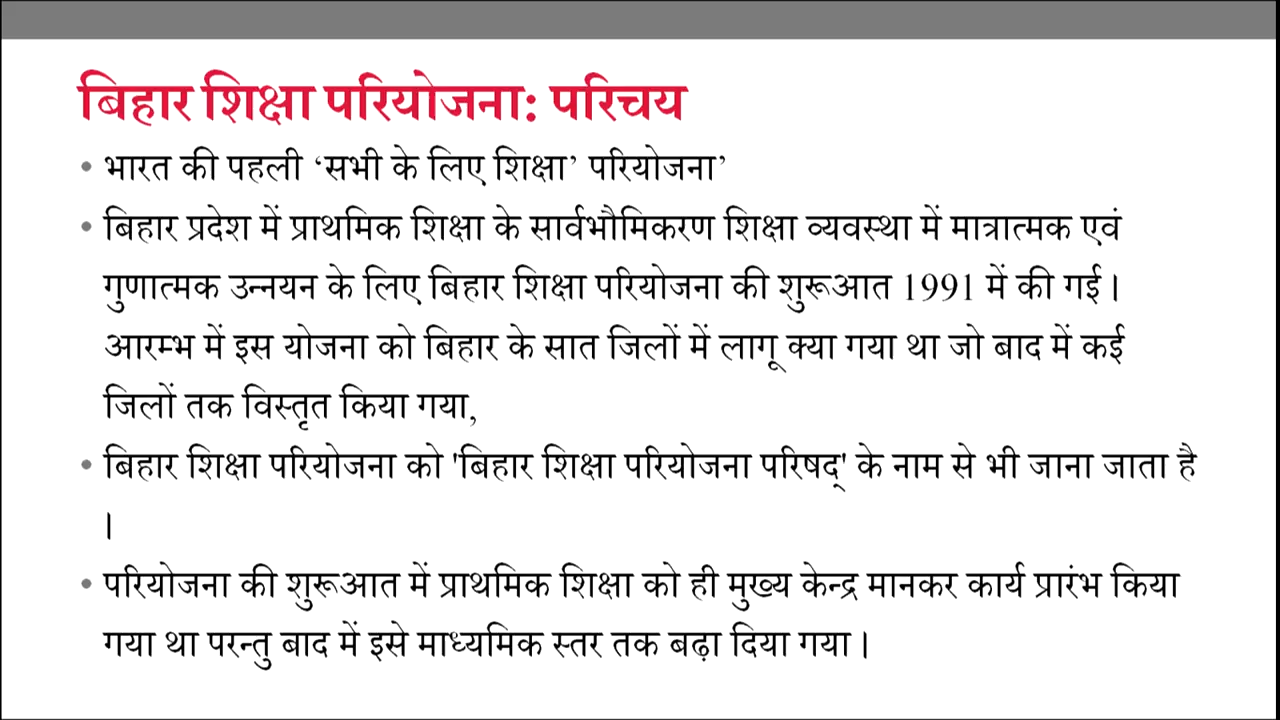 बिहार शिक्षा परियोजना: परिचय
• भारत की पहली ‘सभी के लिए शिक्षा’ परियोजना’
• बिहार प्रदेश में प्राथमिक शिक्षा के सार्वभौमिकरण शिक्षा व्यवस्था में मात्रात्मक एवं
गुणात्मक उन्नयन के लिए बिहार शिक्षा परियोजना की शुरूआत 1991 में की गई।
आरम्भ में इस योजना को बिहार के सात जिलों में लागू क्या गया था जो बाद में कई
जिलों तक विस्तृत किया गया,
• बिहार शिक्षा परियोजना को 'बिहार शिक्षा परियोजना परिषद्' के नाम से भी जाना जाता है
।
• परियोजना की शुरूआत में प्राथमिक शिक्षा को ही मुख्य केन्द्र मानकर कार्य प्रारंभ किया
गया था परन्तु बाद में इसे माध्यमिक स्तर तक बढ़ा दिया गया।